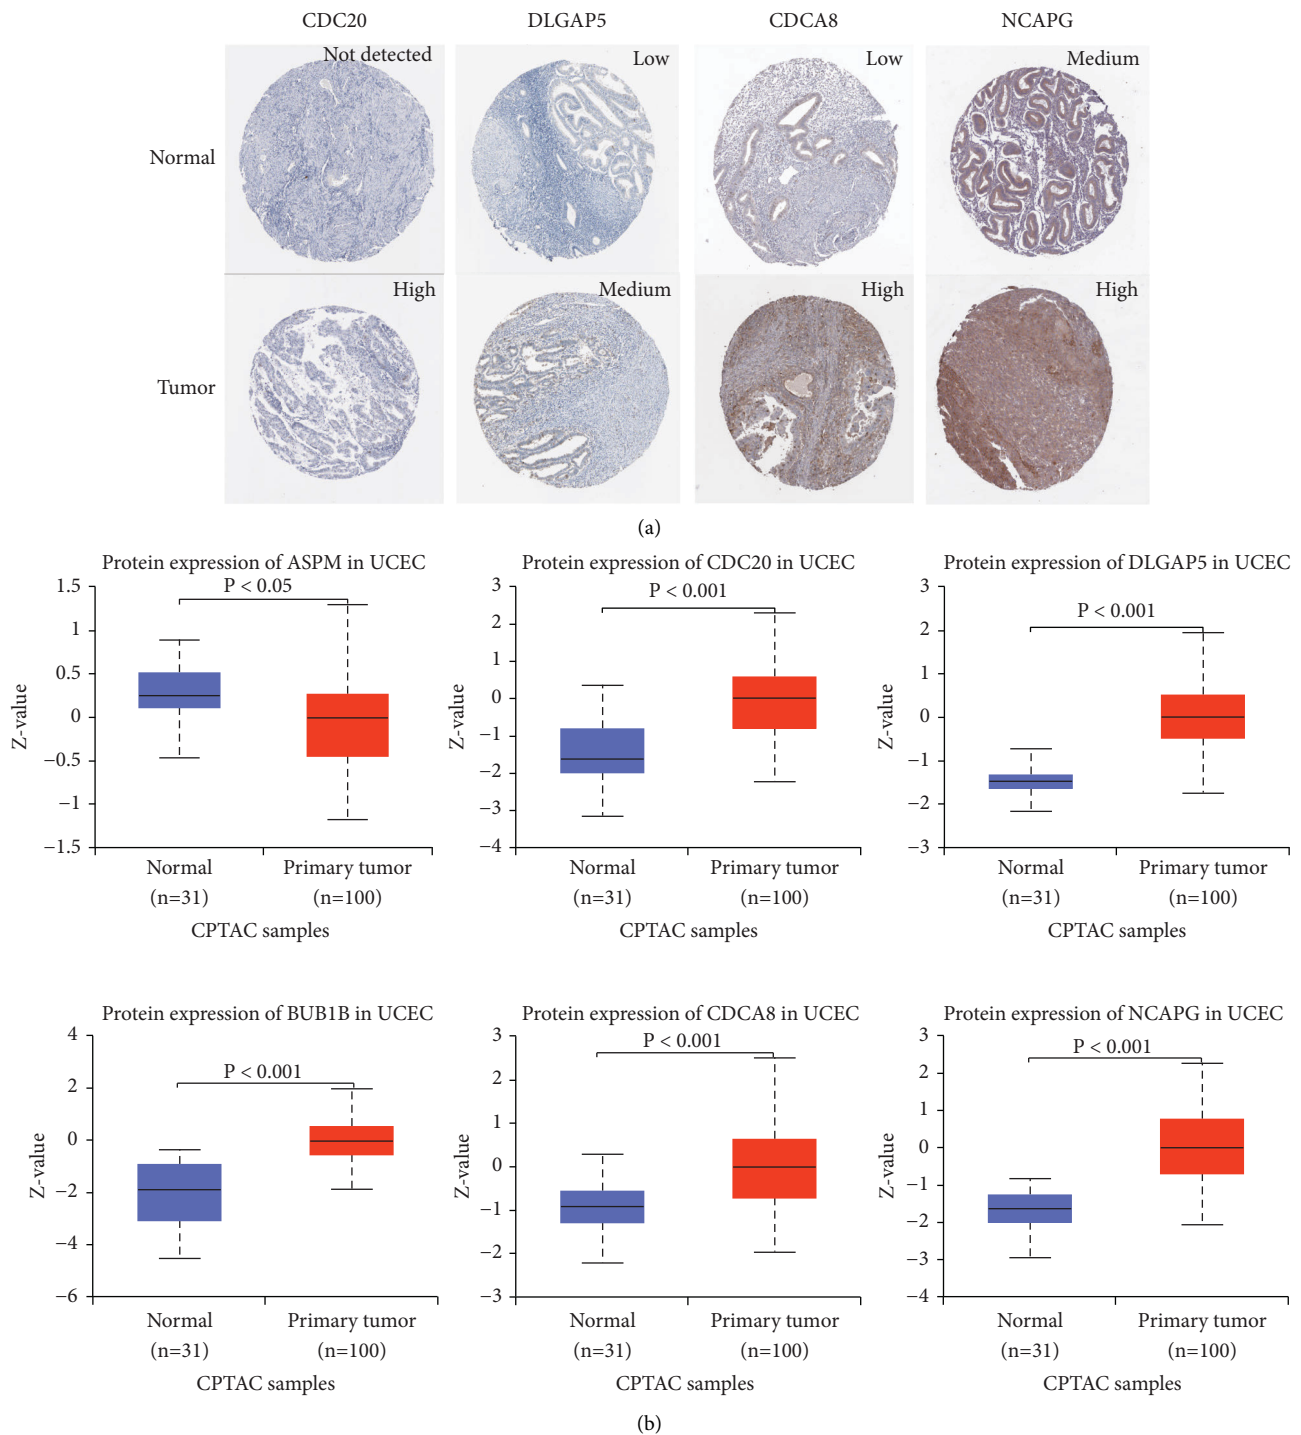 CDC20 DLGAP5 CDCA8 NCAPG
Normal
Not detected Low Low Medium
Tumor
High Medium High High
(a)
Protein expression of ASPM in UCEC
P < 0.05
Z-value
1.5
1
0.5
0
−0.5
−1
−1.5
Normal Primary tumor
(n=31) (n=100)
CPTAC samples
Protein expression of CDC20 in UCEC
P < 0.001
Z-value
3
2
1
0
−1
−2
−3
−4
Normal Primary tumor
(n=31) (n=100)
CPTAC samples
Protein expression of DLGAP5 in UCEC
P < 0.001
Z-value
3
2
1
0
−1
−2
−3
Normal Primary tumor
(n=31) (n=100)
CPTAC samples
Protein expression of BUB1B in UCEC
P < 0.001
Z-value
4
2
0
−2
−4
−6
Normal Primary tumor
(n=31) (n=100)
CPTAC samples
Protein expression of CDCA8 in UCEC
P < 0.001
Z-value
3
2
1
0
−1
−2
−3
Normal Primary tumor
(n=31) (n=100)
CPTAC samples
Protein expression of NCAPG in UCEC
P < 0.001
Z-value
3
2
1
0
−1
−2
−3
−4
Normal Primary tumor
(n=31) (n=100)
CPTAC samples
(b)